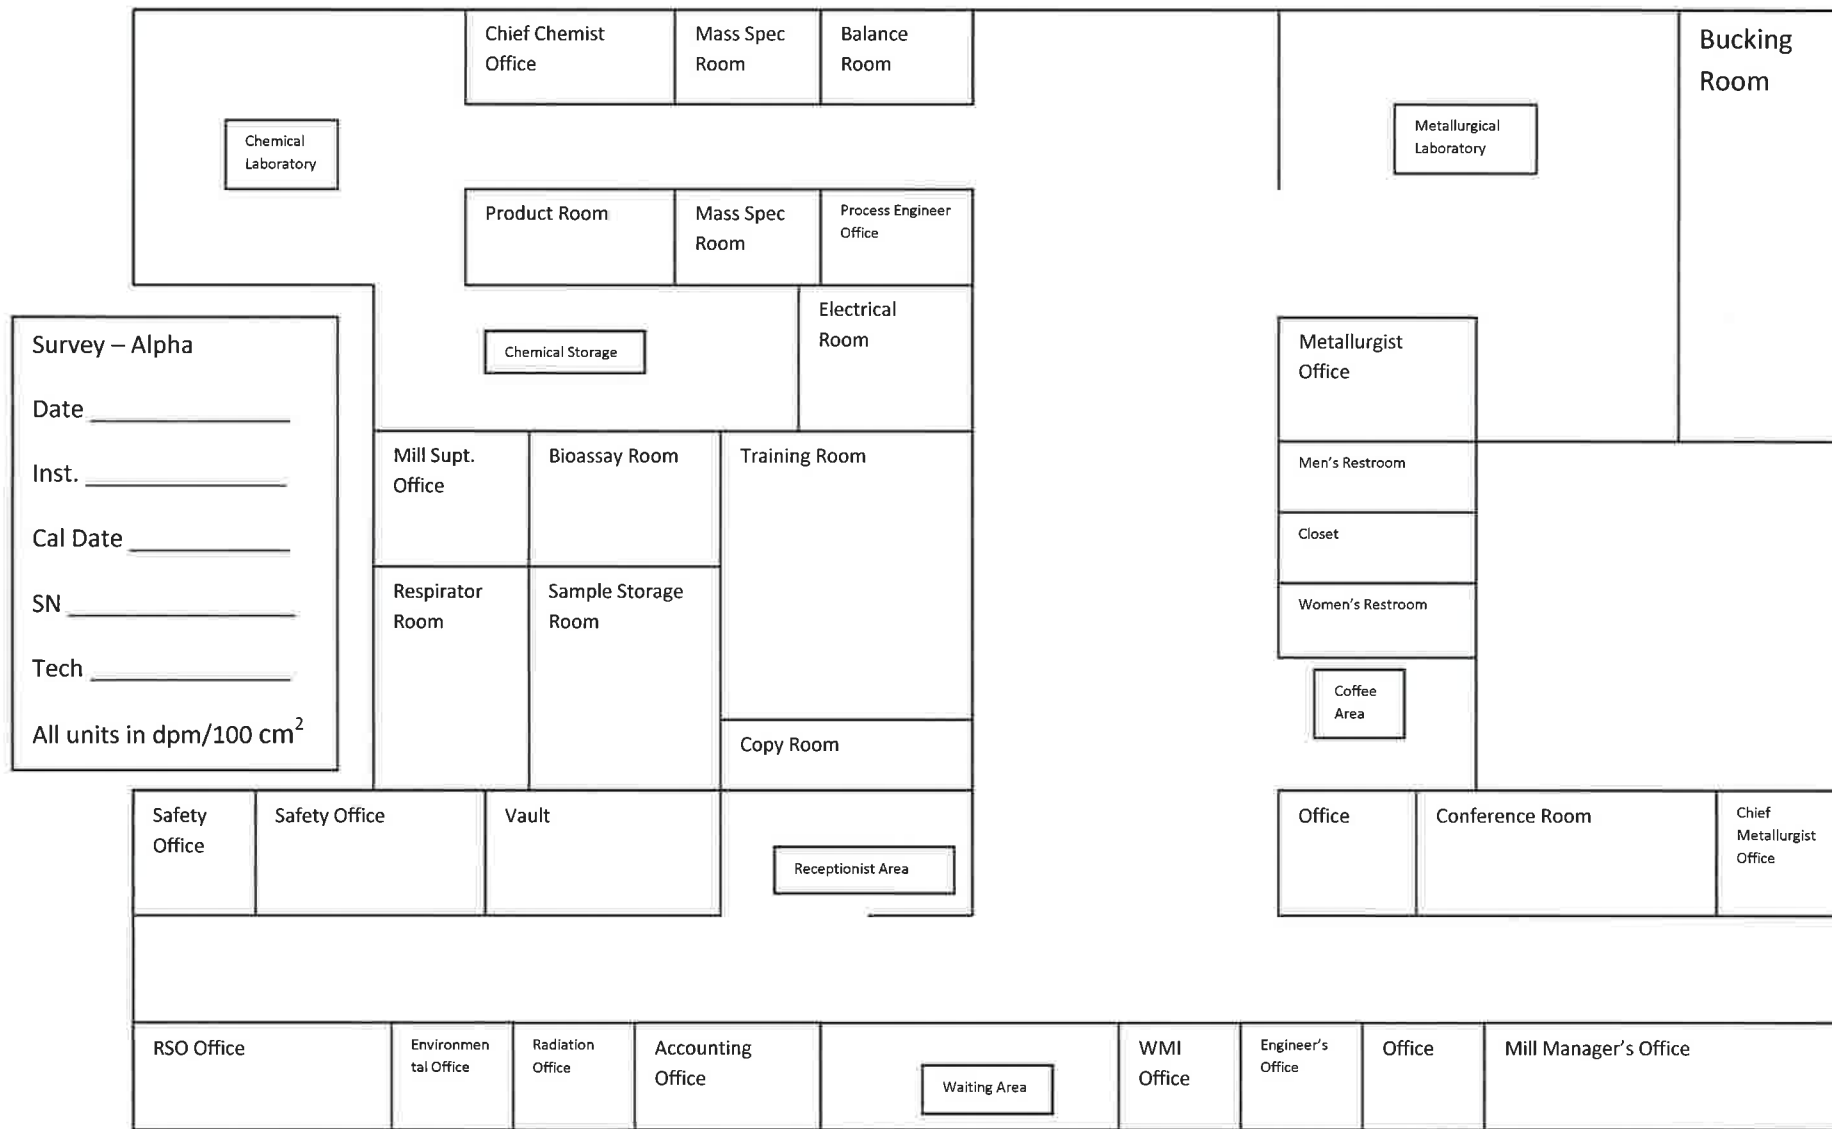 Chief Chemist
Office
Mass Spec
Room
Balance
Room
Bucking
Room
Chemical
Laboratory
Metallurgical
Laboratory
Product Room
Mass Spec
Room
Process Engineer
Office
Electrical
Room
Chemical Storage
Metallurgist
Office
Survey – Alpha
Date ____________
Inst. ____________
Cal Date ____________
SN ____________
Tech ____________
All units in dpm/100 cm²
Mill Supt.
Office
Bioassay Room
Training Room
Men's Restroom
Closet
Women's Restroom
Respirator
Room
Sample Storage
Room
Coffee
Area
Copy Room
Safety
Office
Safety Office
Vault
Receptionist Area
Office
Conference Room
Chief
Metallurgist
Office
RSO Office
Environmen
tal Office
Radiation
Office
Accounting
Office
Waiting Area
WMI
Office
Engineer's
Office
Office
Mill Manager's Office